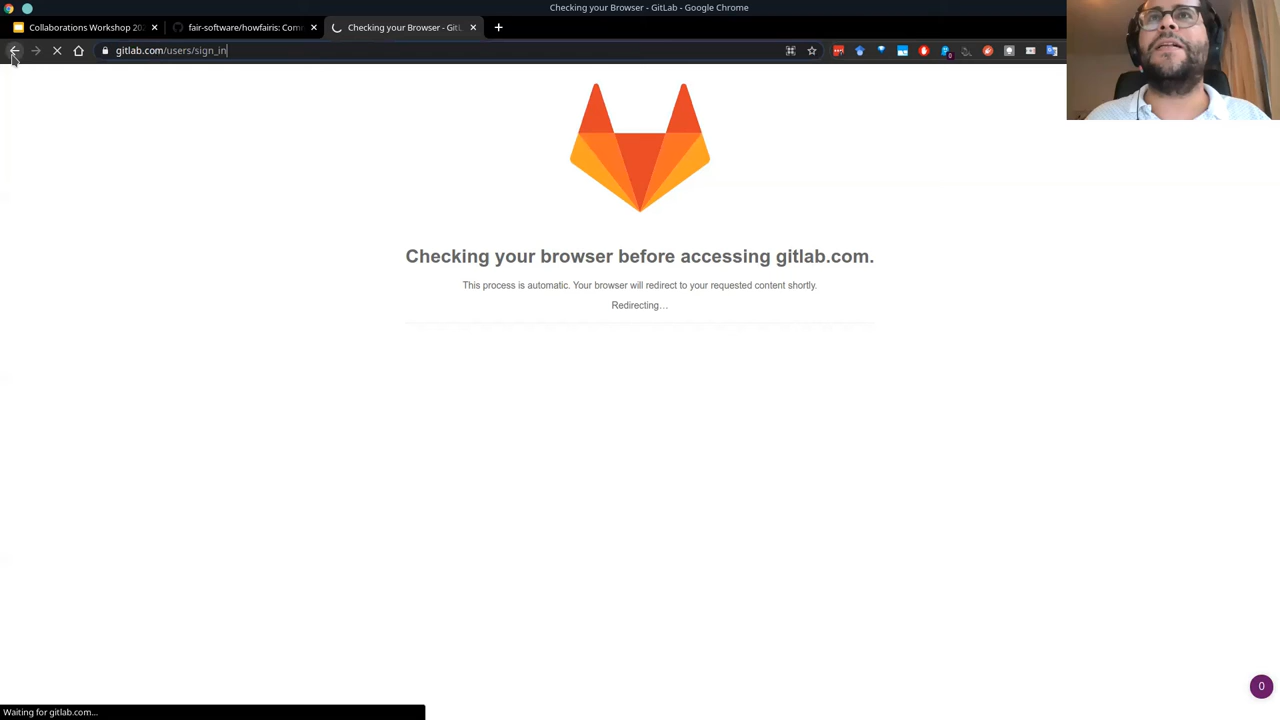 Checking your Browser - GitLab - Google Chrome
Collaborations Workshop 202
fair-software/howfairis: Com
Checking your Browser - GitL
gitlab.com/users/sign_in
Checking your browser before accessing gitlab.com.
This process is automatic. Your browser will redirect to your requested content shortly.
Redirecting…
0
Waiting for gitlab.com...